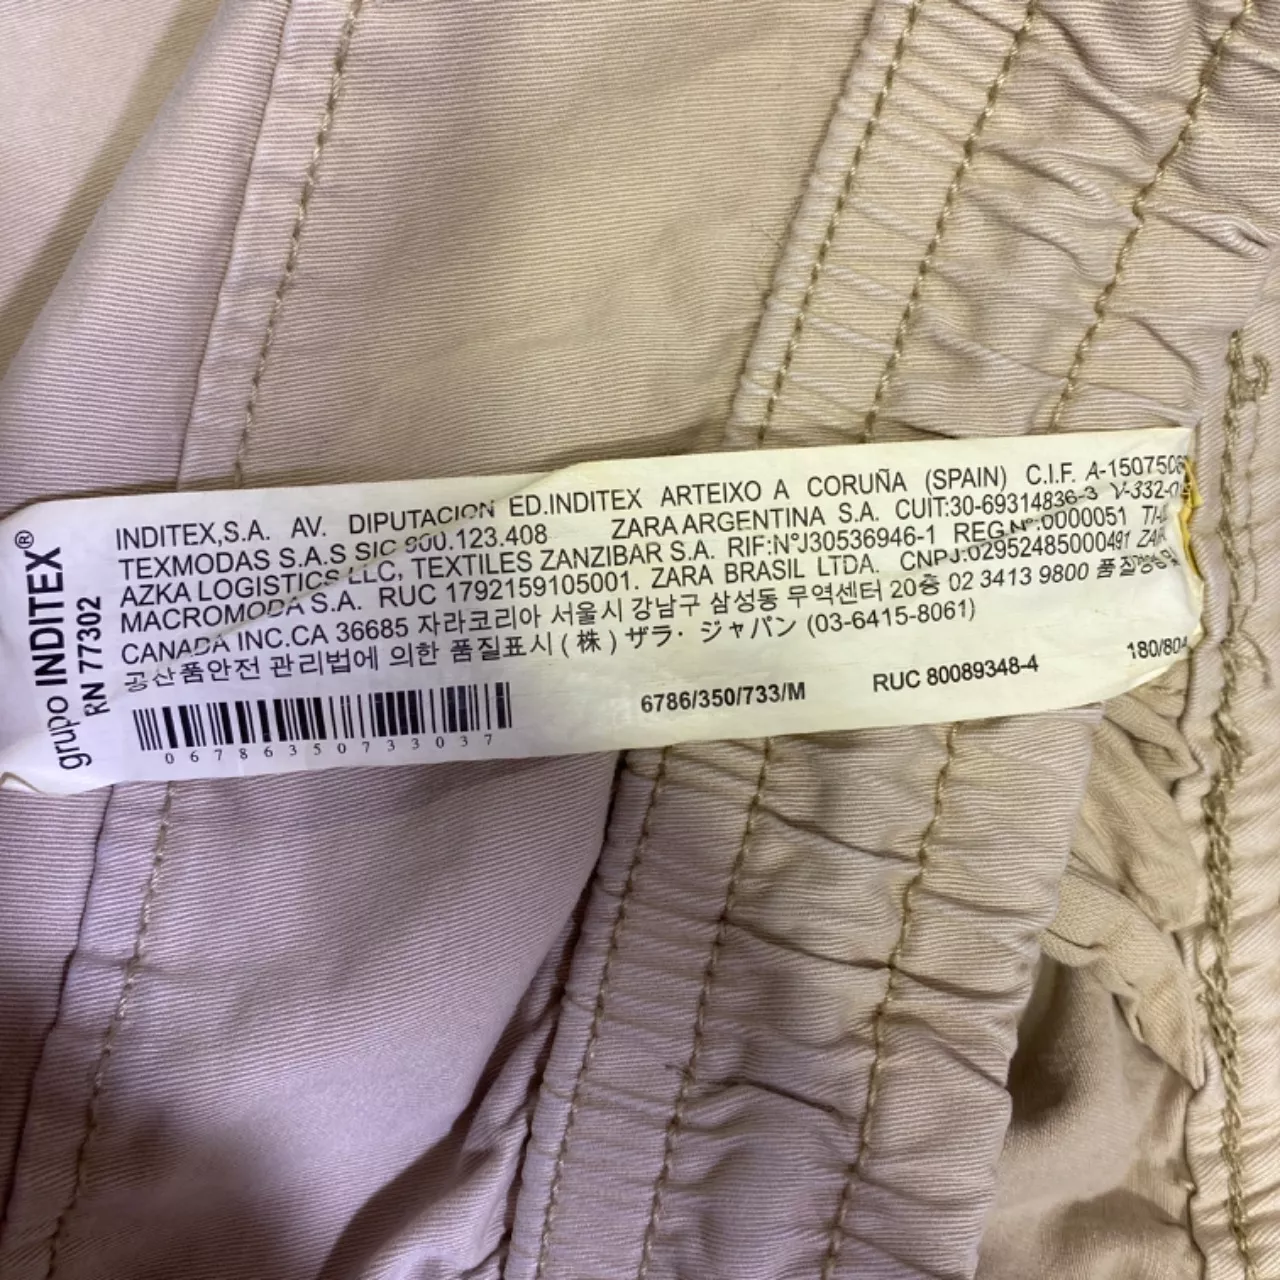 grupo INDITEX®
RN 77302
INDITEX,S.A. AV. DIPUTACION ED.INDITEX ARTEIXO A CORUÑA (SPAIN) C.I.F.
TEXMODAS S.A.S SIC 900.123.408 ZARA ARGENTINA S.A. CUIT:30-69314836-3
AZKA LOGISTICS LLC, TEXTILES ZANZIBAR S.A. RIF:NºJ30536946-1 REG.Nº:0000051
MACROMODA S.A. RUC 1792159105001. ZARA BRASIL LTDA. CNPJ:02952485000491
CANADA INC.CA 36685 자라코리아 서울시 강남구 삼성동 무역센터 20층 02 3413 9800
공산품안전 관리법에 의한 품질표시 (株) ザラ・ジャパン (03-6415-8061)
06786350733037
6786/350/733/M
RUC 80089348-4
180/804